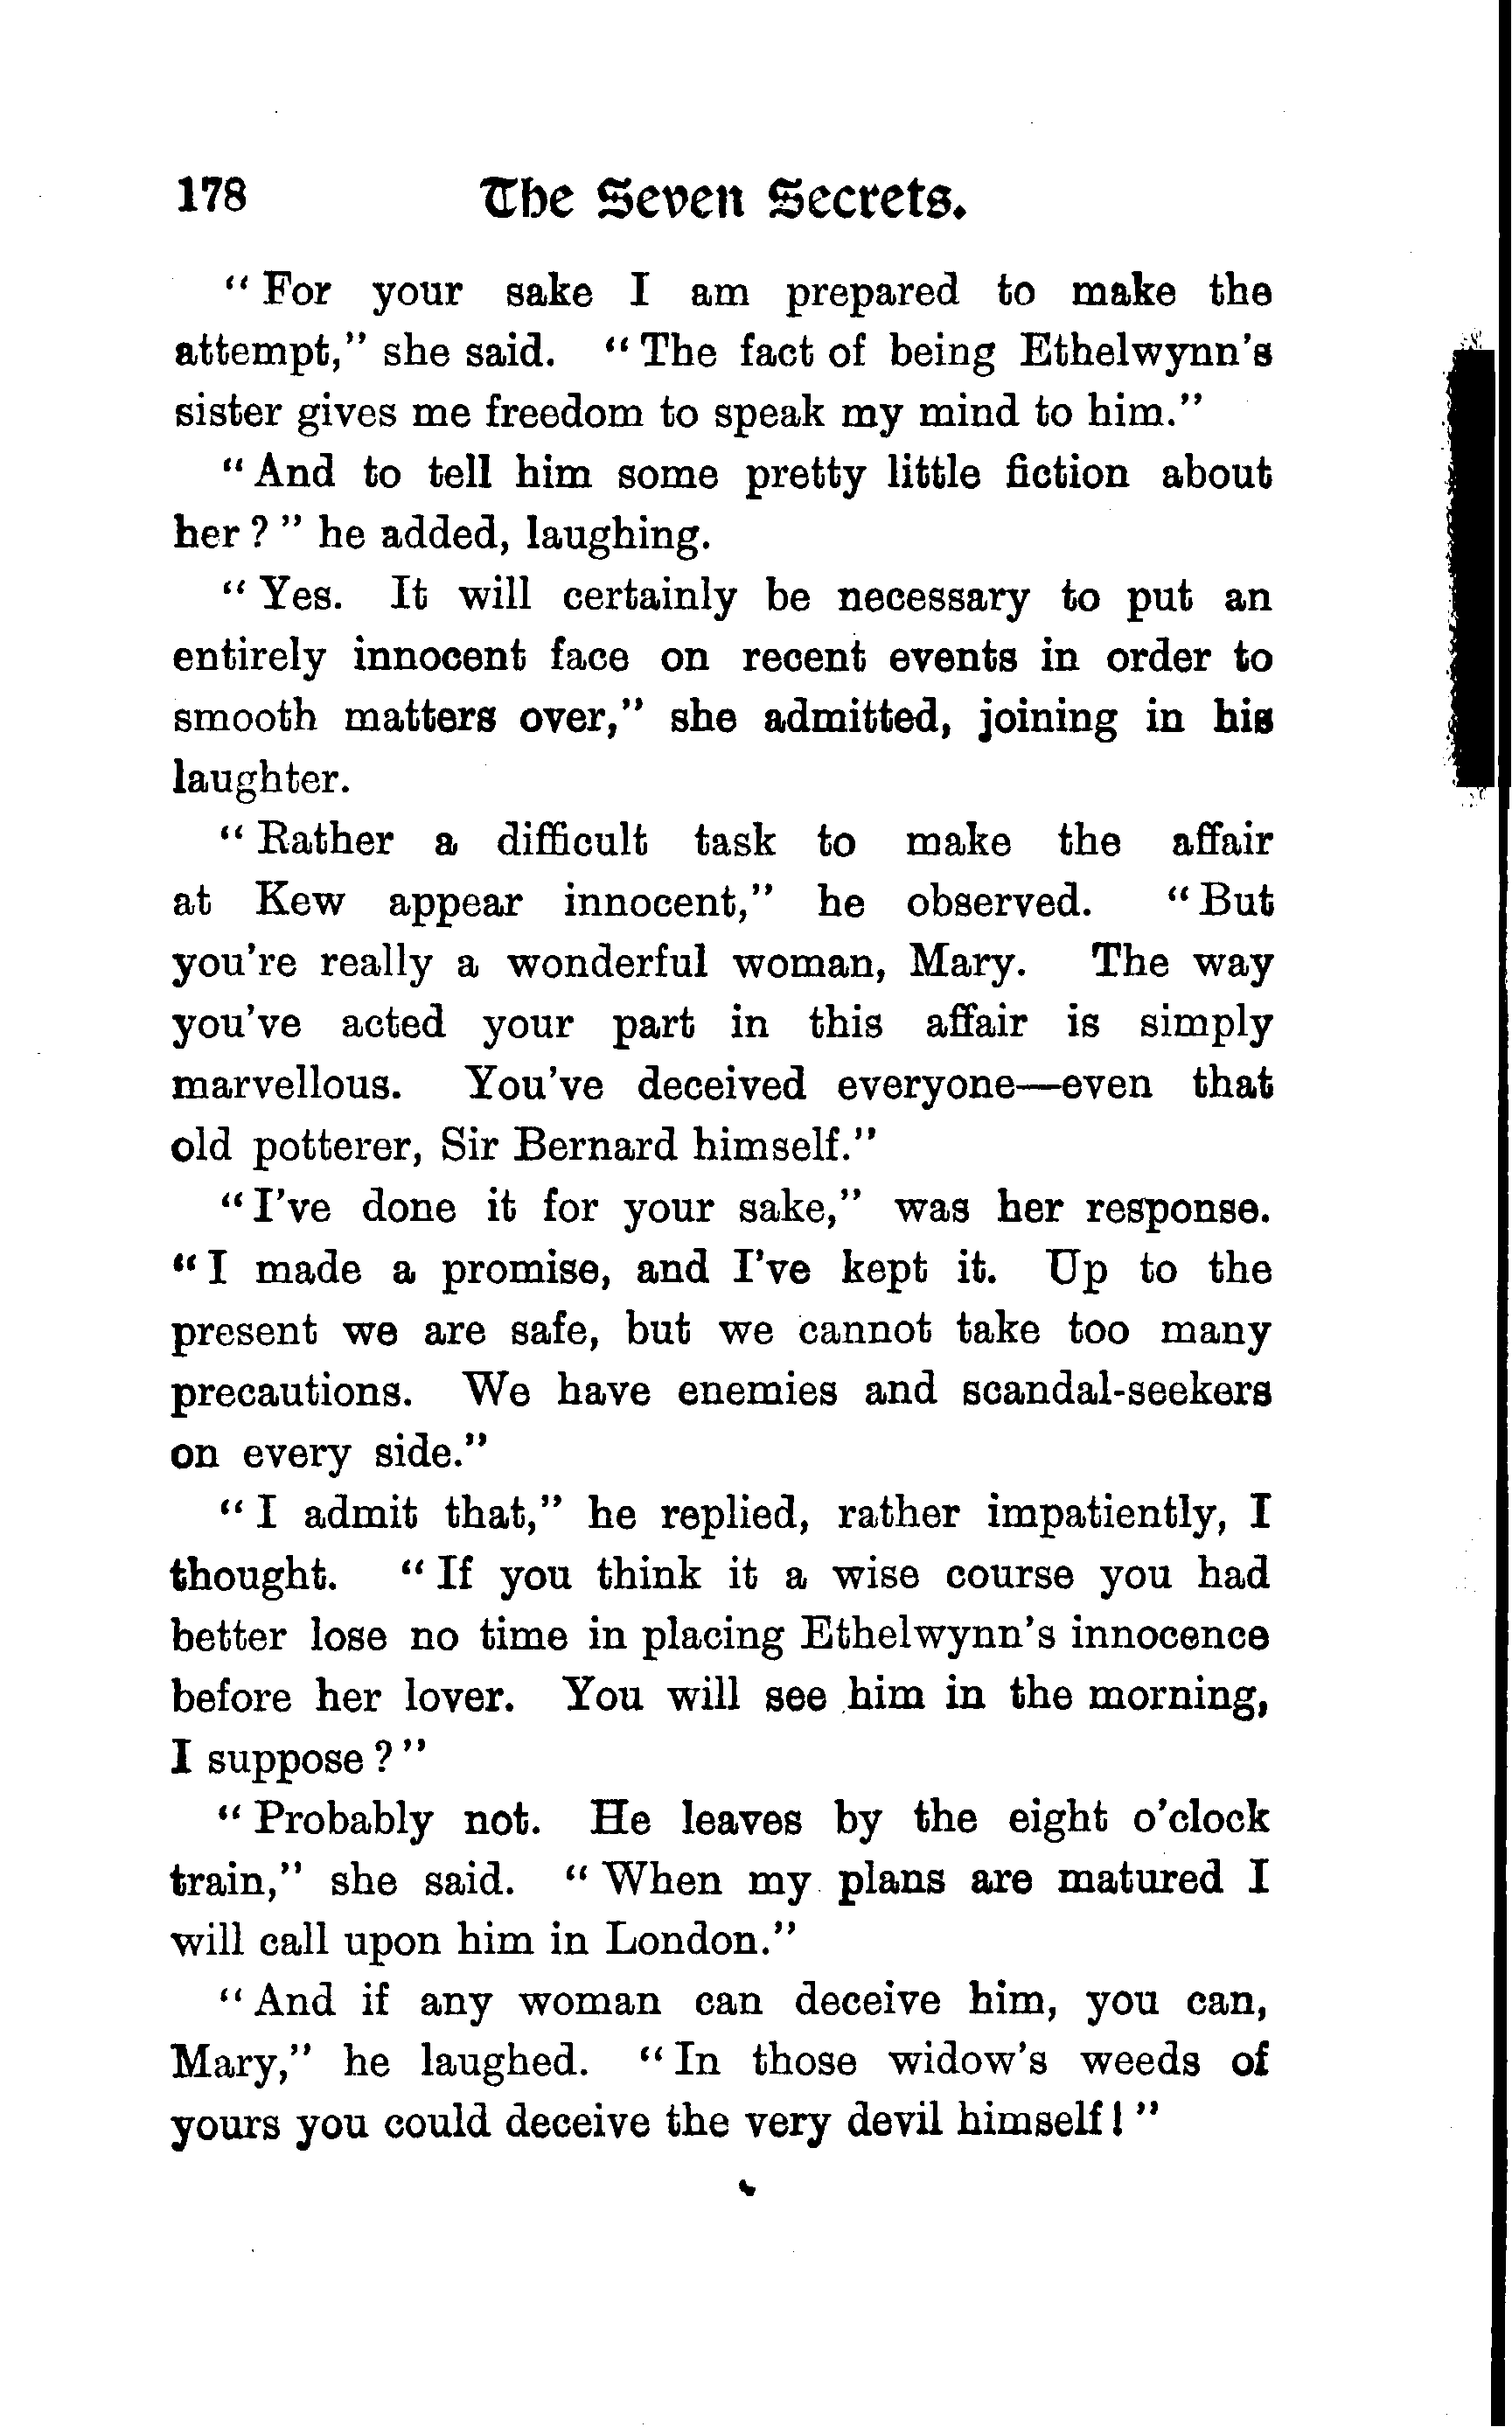 178 The Seven Secrets.
"For your sake I am prepared to make the
attempt," she said. "The fact of being Ethelwynn's
sister gives me freedom to speak my mind to him."
"And to tell him some pretty little fiction about
her?" he added, laughing.
"Yes. It will certainly be necessary to put an
entirely innocent face on recent events in order to
smooth matters over," she admitted, joining in his
laughter.
"Rather a difficult task to make the affair
at Kew appear innocent," he observed. "But
you're really a wonderful woman, Mary. The way
you've acted your part in this affair is simply
marvellous. You've deceived everyone—even that
old potterer, Sir Bernard himself."
"I've done it for your sake," was her response.
"I made a promise, and I've kept it. Up to the
present we are safe, but we cannot take too many
precautions. We have enemies and scandal-seekers
on every side."
"I admit that," he replied, rather impatiently, I
thought. "If you think it a wise course you had
better lose no time in placing Ethelwynn's innocence
before her lover. You will see him in the morning,
I suppose?"
"Probably not. He leaves by the eight o'clock
train," she said. "When my plans are matured I
will call upon him in London."
"And if any woman can deceive him, you can,
Mary," he laughed. "In those widow's weeds of
yours you could deceive the very devil himself!"